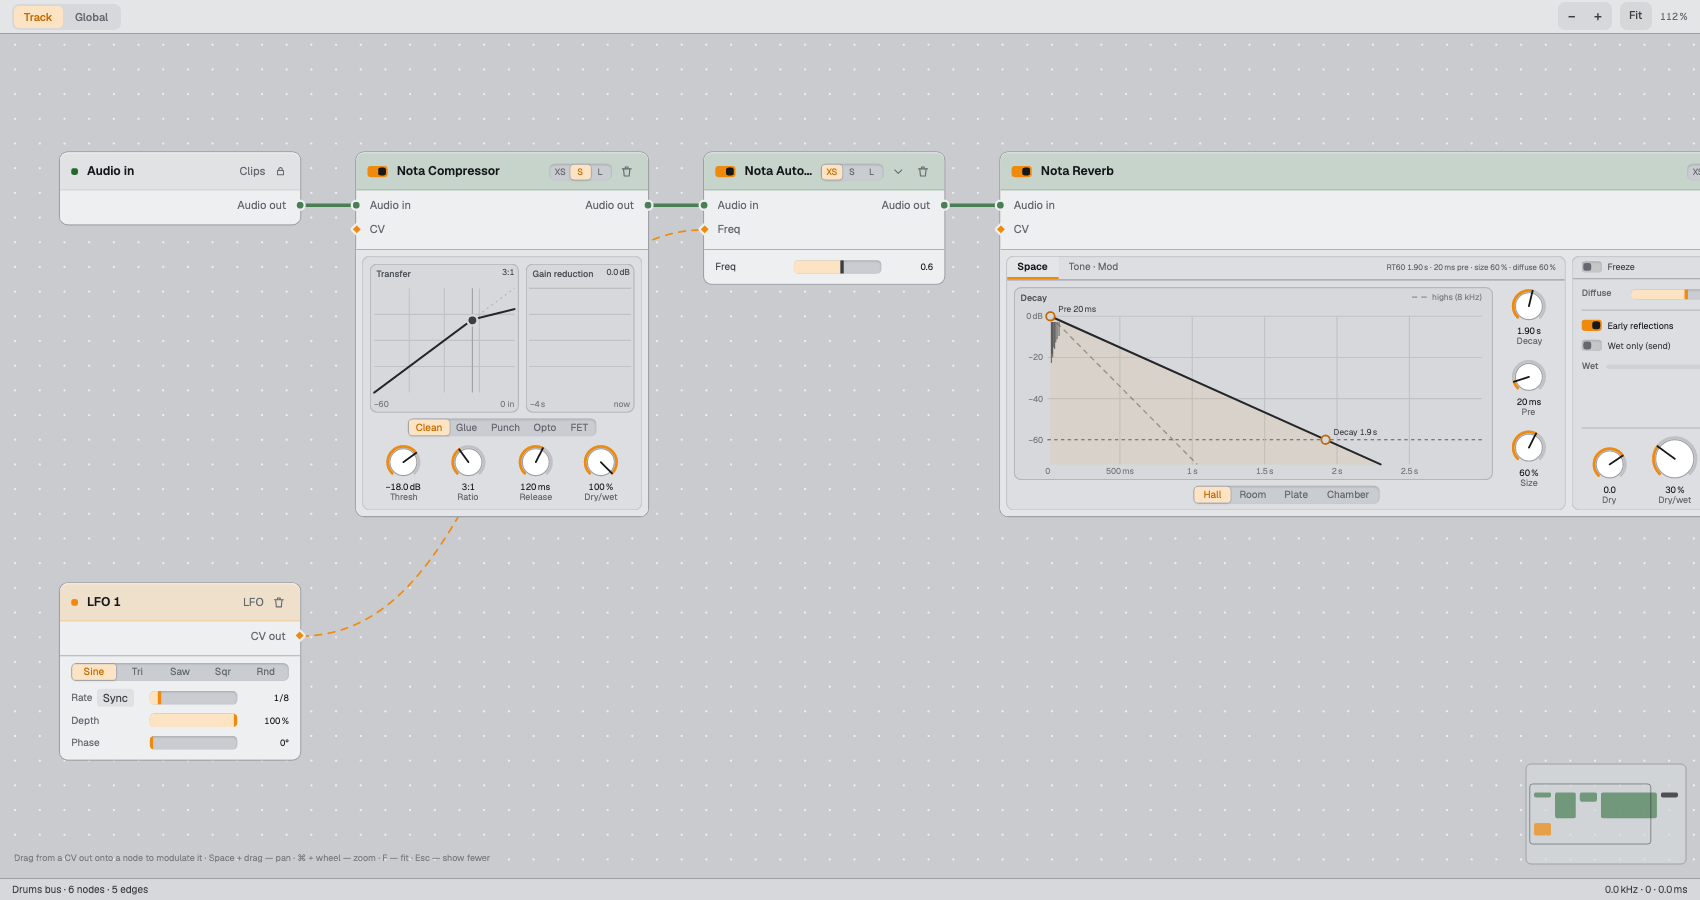 Track Global
− + Fit 112 %
Audio in Clips
Audio out
Nota Compressor XS S L
Audio in Audio out
CV
Transfer 3:1
−60 0 in
Gain reduction 0.0 dB
−4 s now
Clean Glue Punch Opto FET
−18.0 dB 3:1 120 ms 100 %
Thresh Ratio Release Dry/wet
Nota Auto... XS S L
Audio in Audio out
Freq
Freq 0.6
Nota Reverb XS
Audio in
CV
Space Tone · Mod RT60 1.90 s · 20 ms pre · size 60 % · diffuse 60 %
Decay highs (8 kHz)
Pre 20 ms
0 dB
−20
−40
−60
Decay 1.9 s
0 500 ms 1 s 1.5 s 2 s 2.5 s
Hall Room Plate Chamber
1.90 s
Decay
20 ms
Pre
60 %
Size
Freeze
Diffuse
Early reflections
Wet only (send)
Wet
0.0 30 %
Dry Dry/wet
LFO 1 LFO
CV out
Sine Tri Saw Sqr Rnd
Rate Sync 1/8
Depth 100 %
Phase 0°
Drag from a CV out onto a node to modulate it · Space + drag — pan · ⌘ + wheel — zoom · F — fit · Esc — show fewer
Drums bus · 6 nodes · 5 edges 0.0 kHz · 0 · 0.0 ms